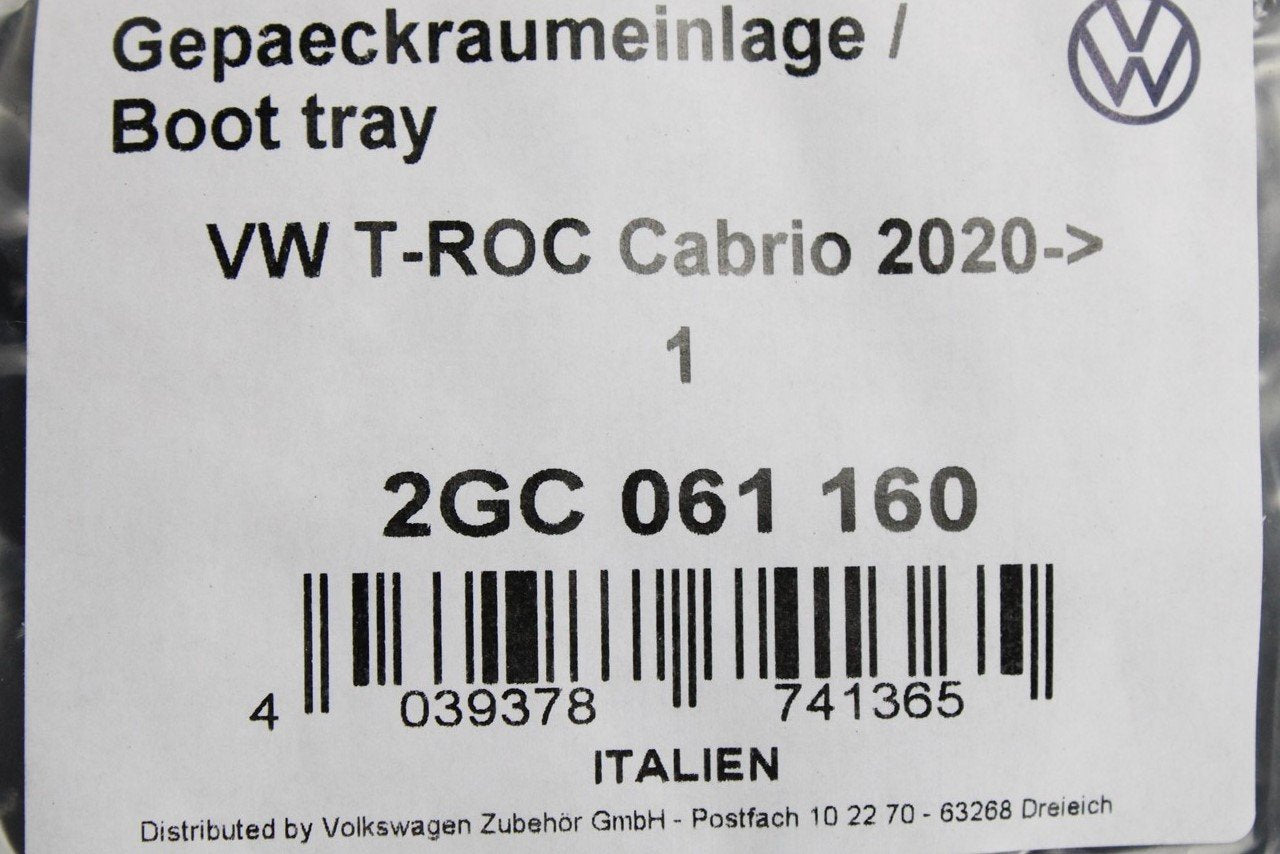 Gepaeckraumeinlage /
Boot tray
VW T-ROC Cabrio 2020->
1
2GC 061 160
4 039378 741365
ITALIEN
Distributed by Volkswagen Zubehör GmbH - Postfach 10 22 70 - 63268 Dreieich